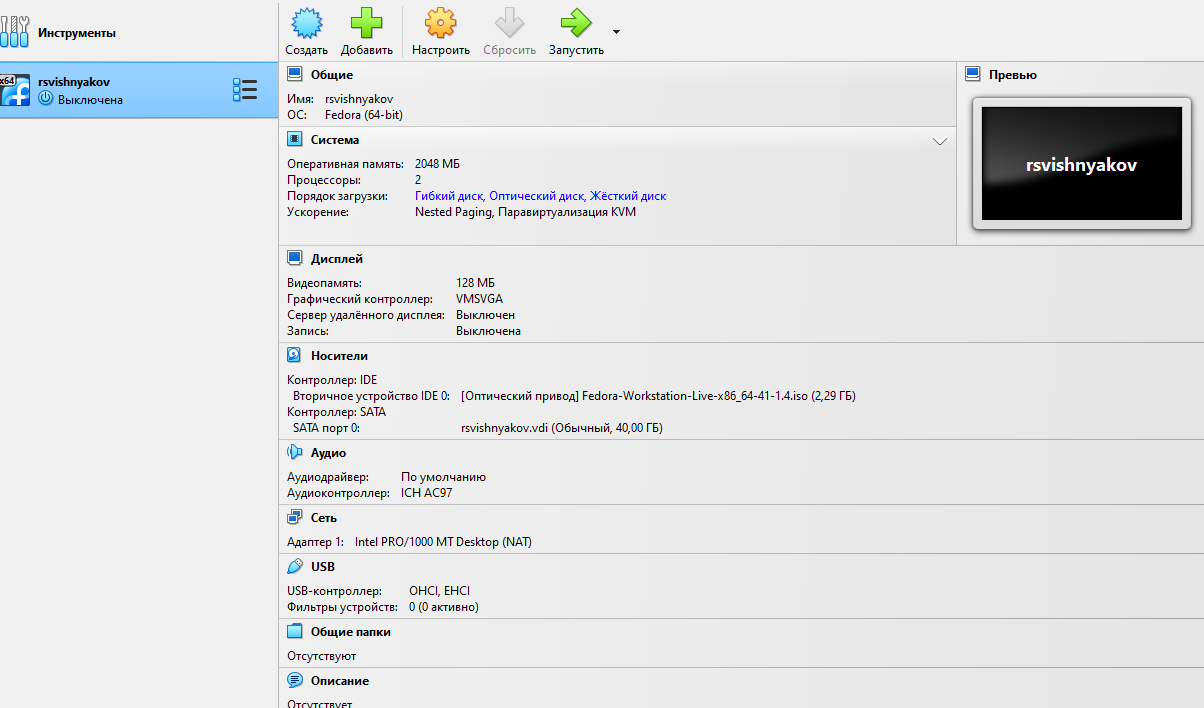 Инструменты
Создать Добавить Настроить Сбросить Запустить
x64
rsvishnyakov
Выключена
Общие
Имя: rsvishnyakov
ОС: Fedora (64-bit)
Превью
rsvishnyakov
Система
Оперативная память: 2048 МБ
Процессоры: 2
Порядок загрузки: Гибкий диск, Оптический диск, Жёсткий диск
Ускорение: Nested Paging, Паравиртуализация KVM
Дисплей
Видеопамять: 128 МБ
Графический контроллер: VMSVGA
Сервер удалённого дисплея: Выключен
Запись: Выключена
Носители
Контроллер: IDE
Вторичное устройство IDE 0: [Оптический привод] Fedora-Workstation-Live-x86_64-41-1.4.iso (2,29 ГБ)
Контроллер: SATA
SATA порт 0: rsvishnyakov.vdi (Обычный, 40,00 ГБ)
Аудио
Аудиодрайвер: По умолчанию
Аудиоконтроллер: ICH AC97
Сеть
Адаптер 1: Intel PRO/1000 MT Desktop (NAT)
USB
USB-контроллер: OHCI, EHCI
Фильтры устройств: 0 (0 активно)
Общие папки
Отсутствуют
Описание
Отсутствует